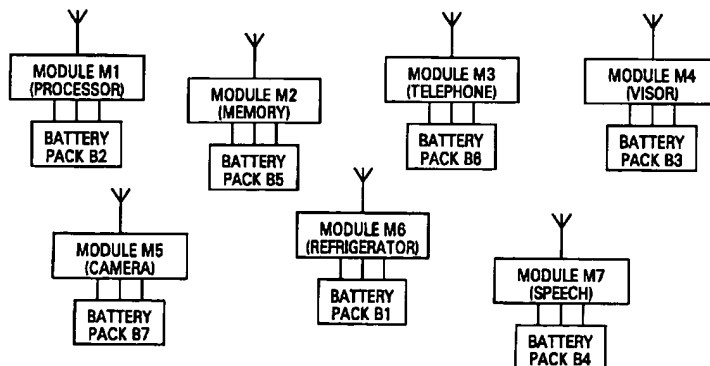 MODULE M1
(PROCESSOR)
BATTERY
PACK B2
MODULE M2
(MEMORY)
BATTERY
PACK B5
MODULE M3
(TELEPHONE)
BATTERY
PACK B6
MODULE M4
(VISOR)
BATTERY
PACK B3
MODULE M5
(CAMERA)
BATTERY
PACK B7
MODULE M6
(REFRIGERATOR)
BATTERY
PACK B1
MODULE M7
(SPEECH)
BATTERY
PACK B4